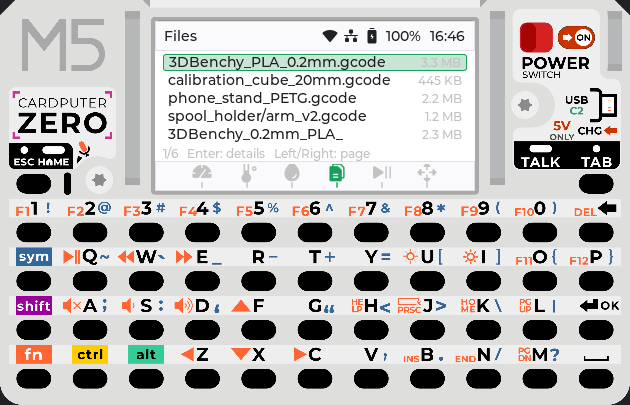 M5
CARDPUTER
ZERO
ESC HOME
Files 100% 16:46
3DBenchy_PLA_0.2mm.gcode 3.3 MB
calibration_cube_20mm.gcode 445 KB
phone_stand_PETG.gcode 2.2 MB
spool_holder/arm_v2.gcode 1.2 MB
3DBenchy_0.2mm_PLA_ 2.3 MB
1/6 Enter: details Left/Right: page
ON
POWER
SWITCH
USB
C2
5V
ONLY CHG
TALK TAB
F1 1 ! F2 2 @ F3 3 # F4 4 $ F5 5 % F6 6 ^ F7 7 & F8 8 * F9 9 ( F10 0 ) DEL
sym Q ~ W ` E _ R - T + Y = U [ I ] F11 O { F12 P }
shift A ; S : D ‘ F G “ HELP H < PRSC J > HOME K \ PGUP L | OK
fn ctrl alt Z X C V , INS B . END N / PGDN M ?